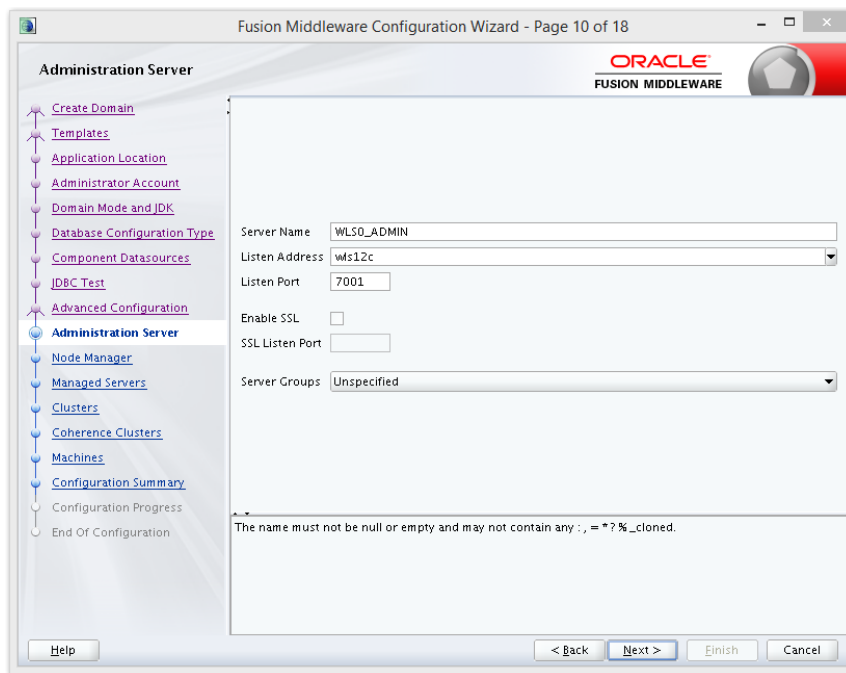 Fusion Middleware Configuration Wizard - Page 10 of 18
Administration Server
ORACLE
FUSION MIDDLEWARE
Create Domain
Templates
Application Location
Administrator Account
Domain Mode and JDK
Database Configuration Type
Component Datasources
JDBC Test
Advanced Configuration
Administration Server
Node Manager
Managed Servers
Clusters
Coherence Clusters
Machines
Configuration Summary
Configuration Progress
End Of Configuration
Server Name WLS0_ADMIN
Listen Address wls12c
Listen Port 7001
Enable SSL
SSL Listen Port
Server Groups Unspecified
The name must not be null or empty and may not contain any : , = * ? % _cloned.
Help < Back Next > Finish Cancel